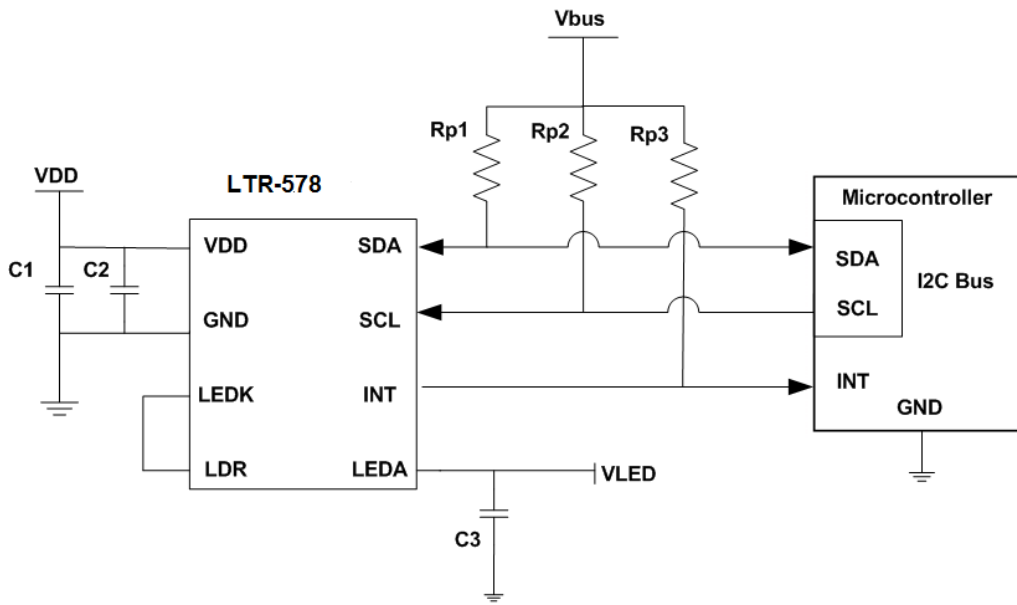 Vbus
Rp1 Rp2 Rp3
VDD
LTR-578
Microcontroller
VDD SDA
C1 C2
SDA
I2C Bus
GND SCL
SCL
LEDK INT
INT
GND
LDR LEDA
VLED
C3